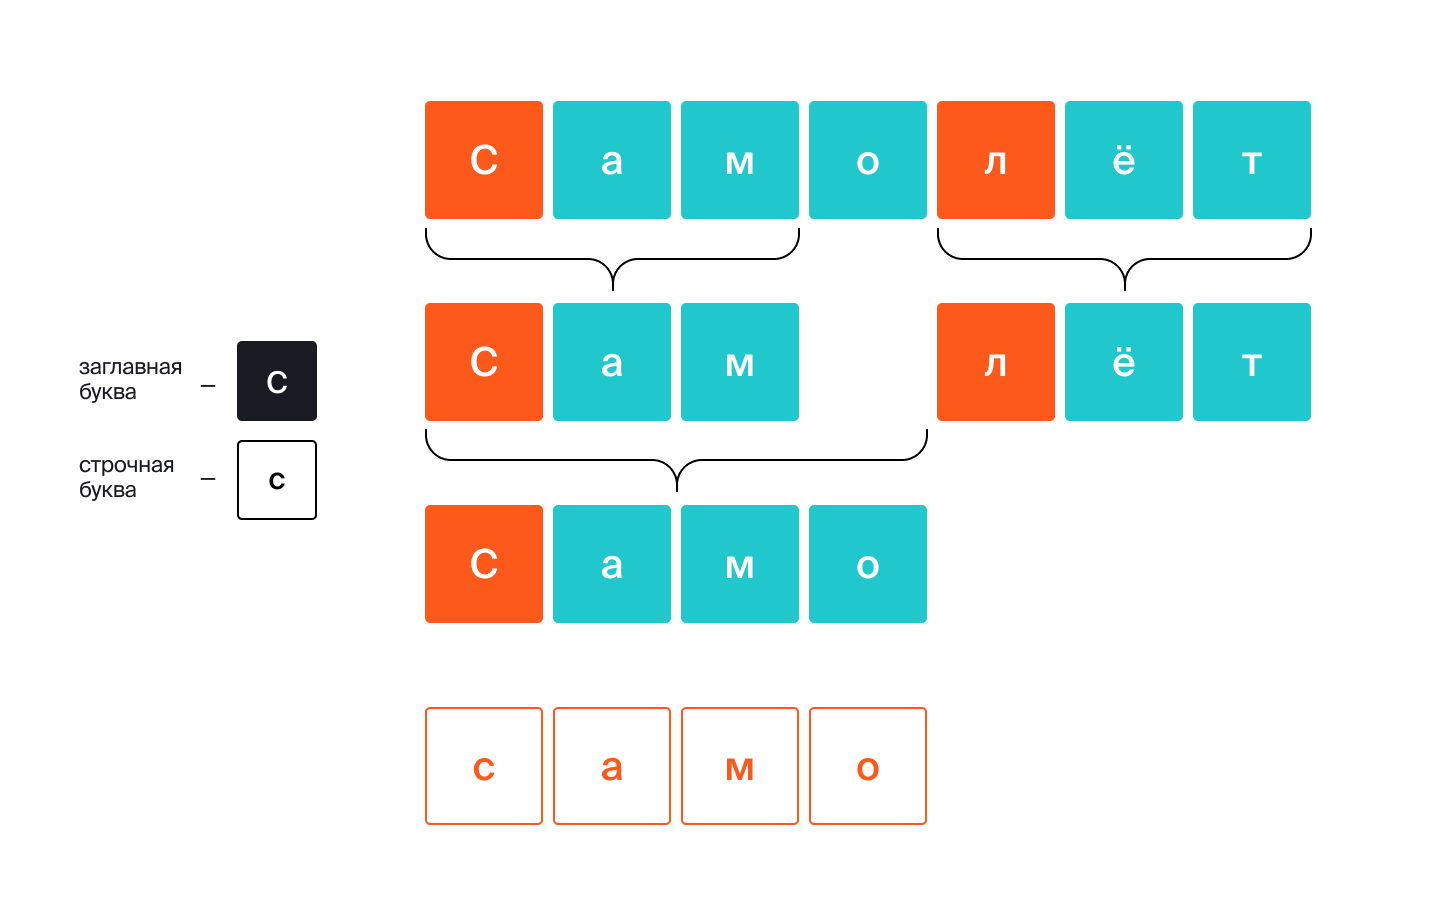 С а м о л ё т
С а м л ё т
заглавная
буква – С
строчная
буква – с
С а м о
с а м о